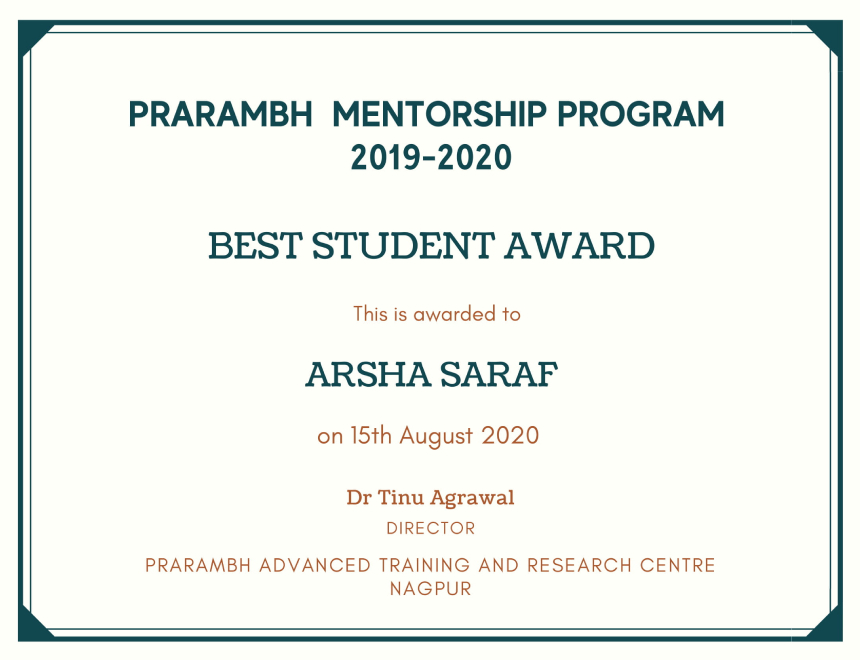 PRARAMBH MENTORSHIP PROGRAM
2019-2020
BEST STUDENT AWARD
This is awarded to
ARSHA SARAF
on 15th August 2020
Dr Tinu Agrawal
DIRECTOR
PRARAMBH ADVANCED TRAINING AND RESEARCH CENTRE
NAGPUR